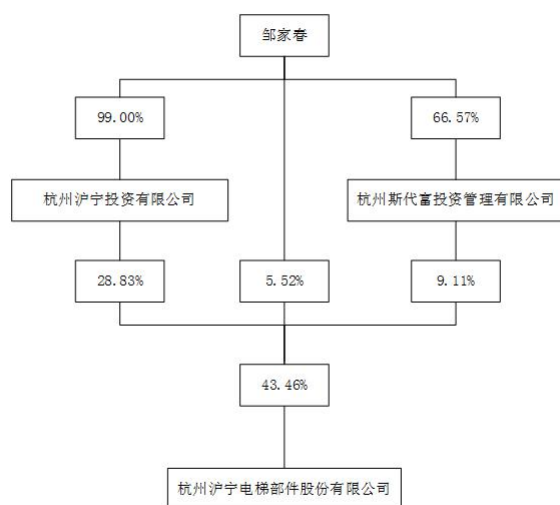 邹家春
99.00%
66.57%
杭州沪宁投资有限公司
杭州斯代富投资管理有限公司
28.83%
5.52%
9.11%
43.46%
杭州沪宁电梯部件股份有限公司